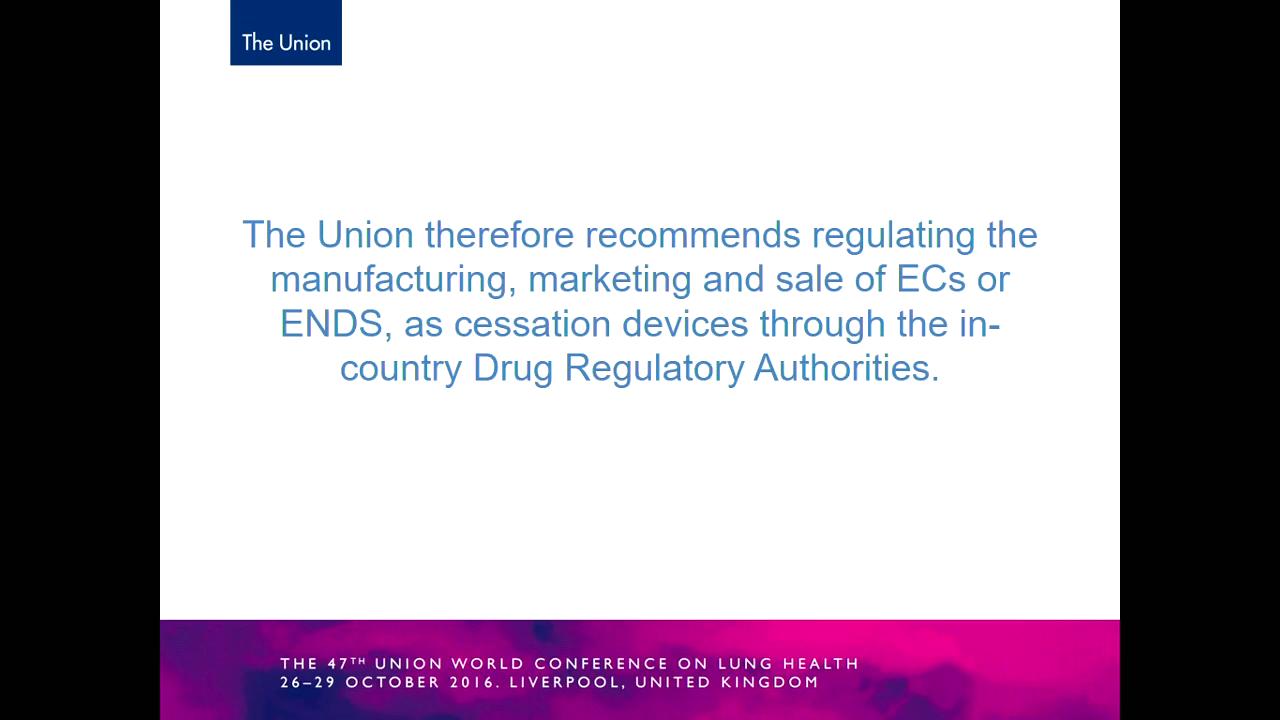 The Union
The Union therefore recommends regulating the
manufacturing, marketing and sale of ECs or
ENDS, as cessation devices through the in-
country Drug Regulatory Authorities.
THE 47TH UNION WORLD CONFERENCE ON LUNG HEALTH
26–29 OCTOBER 2016. LIVERPOOL, UNITED KINGDOM